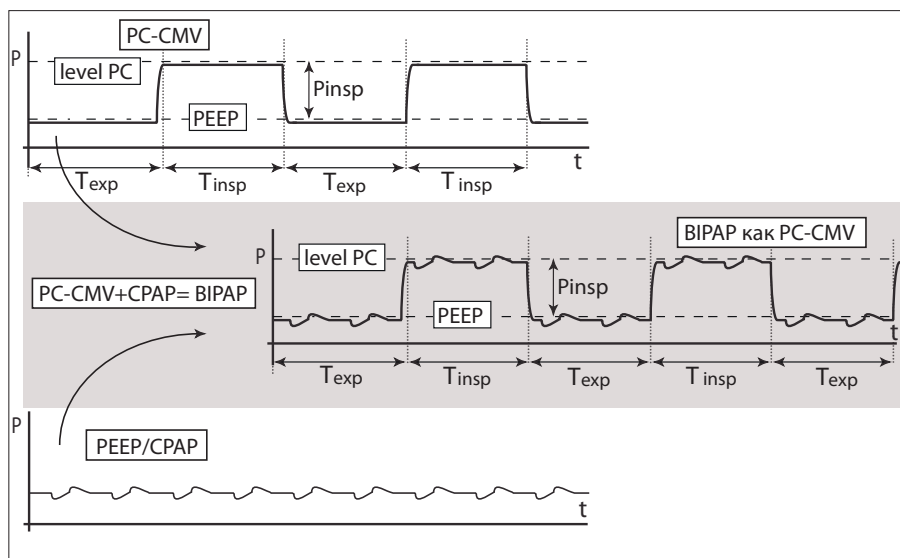 PC-CMV
P
level PC
Pinsp
PEEP
t
Texp Tinsp Texp Tinsp
P
level PC
BIPAP как PC-CMV
PC-CMV+CPAP= BIPAP
Pinsp
PEEP
t
Texp Tinsp Texp Tinsp Texp
P
PEEP/CPAP
t